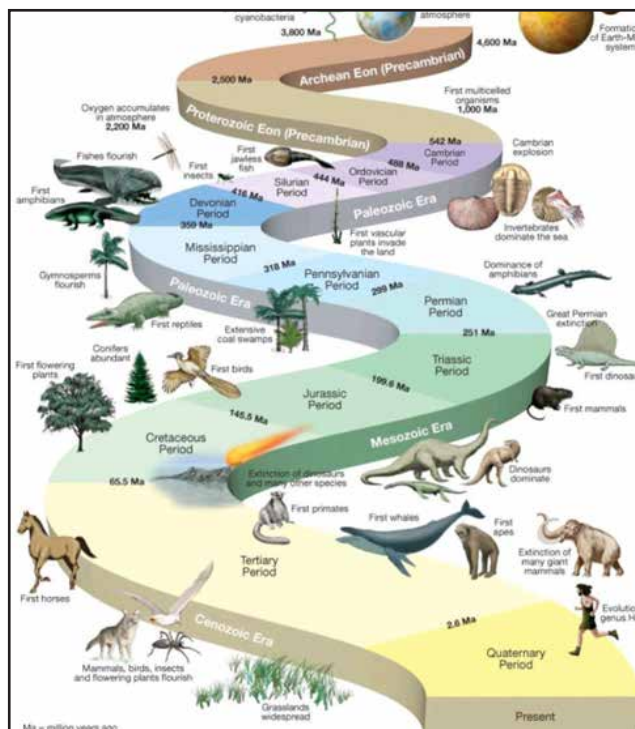 cyanobacteria
atmosphere
3,800 Ma
4,600 Ma
Formation
of Earth-M
system
2,500 Ma
Archean Eon (Precambrian)
Oxygen accumulates
in atmosphere
2,200 Ma
First multicelled
organisms
1,000 Ma
Proterozoic Eon (Precambrian)
542 Ma
Cambrian
explosion
Fishes flourish
First
jawless
fish
First
insects
488 Ma
Cambrian
Period
Ordovician
Period
444 Ma
Silurian
Period
416 Ma
First
amphibians
Devonian
Period
359 Ma
Paleozoic Era
Invertebrates
dominate the sea
First vascular
plants invade
the land
Mississippian
Period
318 Ma
Pennsylvanian
Period
299 Ma
Dominance of
amphibians
Gymnosperms
flourish
Paleozoic Era
Permian
Period
First reptiles
Extensive
coal swamps
251 Ma
Great Permian
extinction
First dinosau
Conifers
abundant
First flowering
plants
First birds
Triassic
Period
199.6 Ma
Jurassic
Period
145.5 Ma
First mammals
Mesozoic Era
Cretaceous
Period
65.5 Ma
Extinction of dinosaurs
and many other species
Dinosaurs
dominate
First primates
First whales
First
apes
Extinction of
many giant
mammals
Tertiary
Period
First horses
Cenozoic Era
2.6 Ma
Evolutio
genus H
Mammals, birds, insects
and flowering plants flourish
Quaternary
Period
Grasslands
widespread
Present
Ma = million years ago